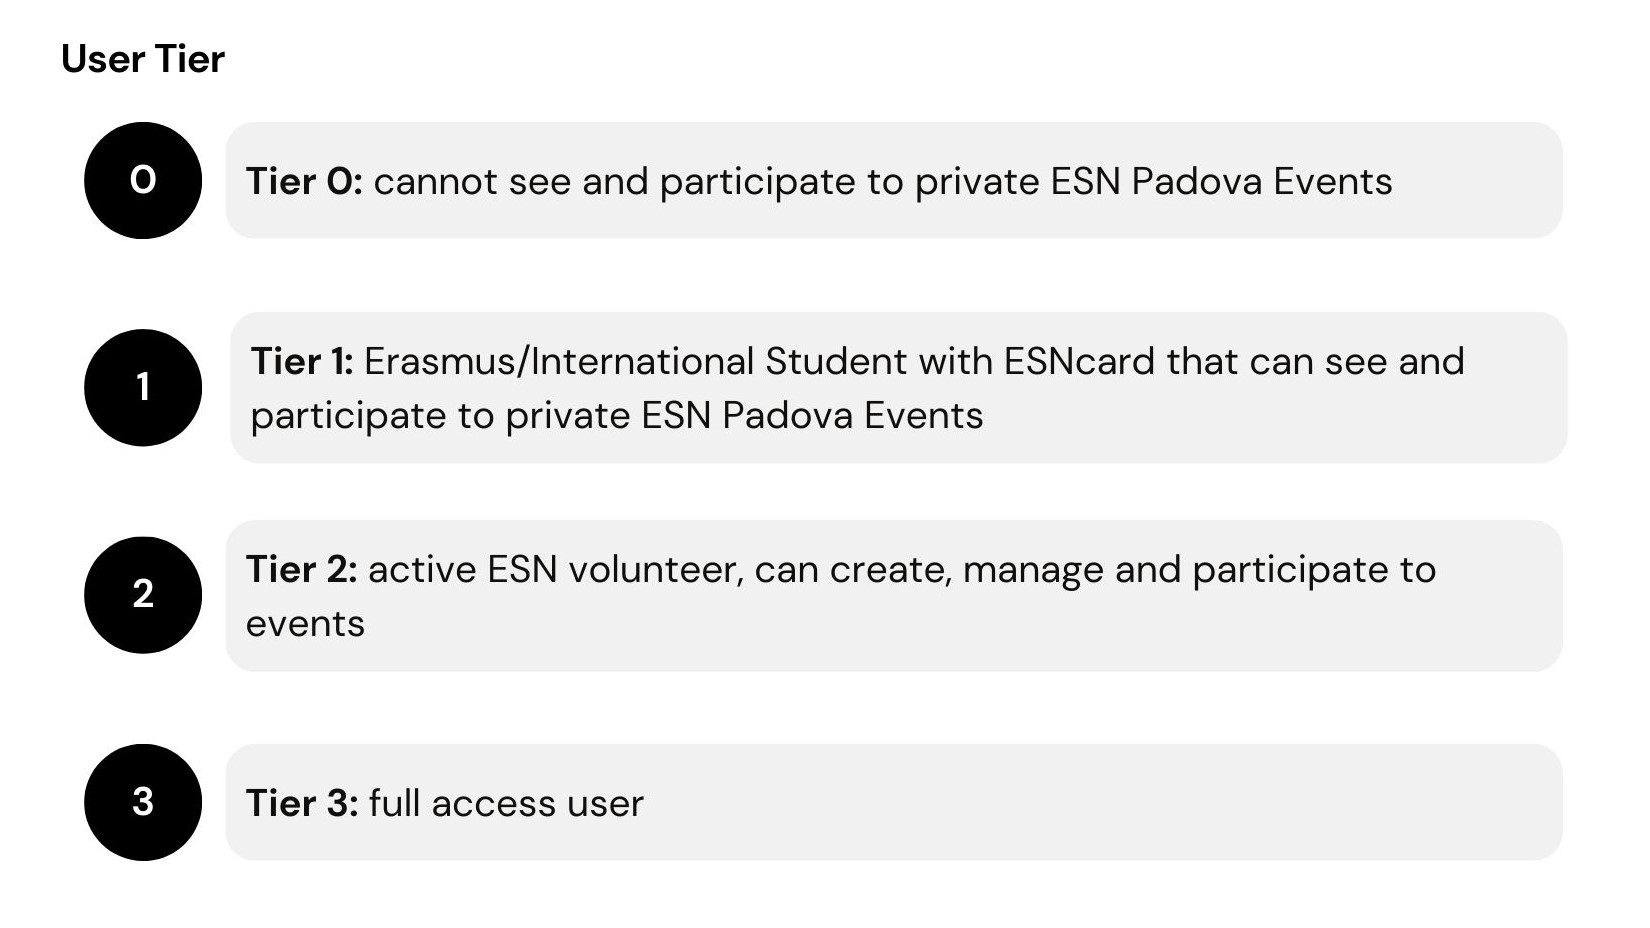 User Tier
0
Tier 0: cannot see and participate to private ESN Padova Events
1
Tier 1: Erasmus/International Student with ESNcard that can see and
participate to private ESN Padova Events
2
Tier 2: active ESN volunteer, can create, manage and participate to
events
3
Tier 3: full access user